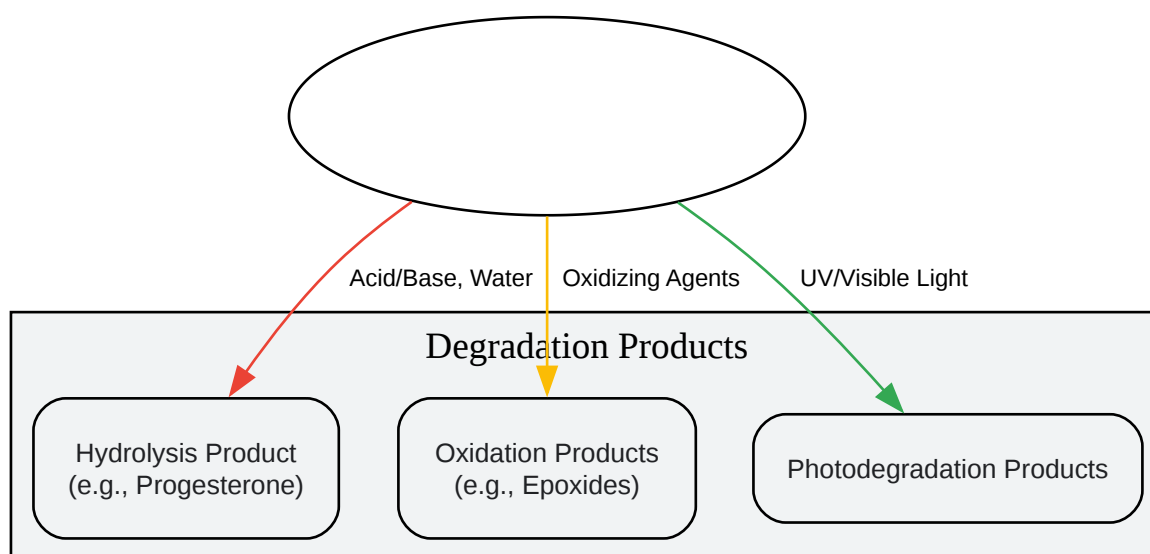 Acid/Base, Water
Oxidizing Agents
UV/Visible Light
Degradation Products
Hydrolysis Product
(e.g., Progesterone)
Oxidation Products
(e.g., Epoxides)
Photodegradation Products